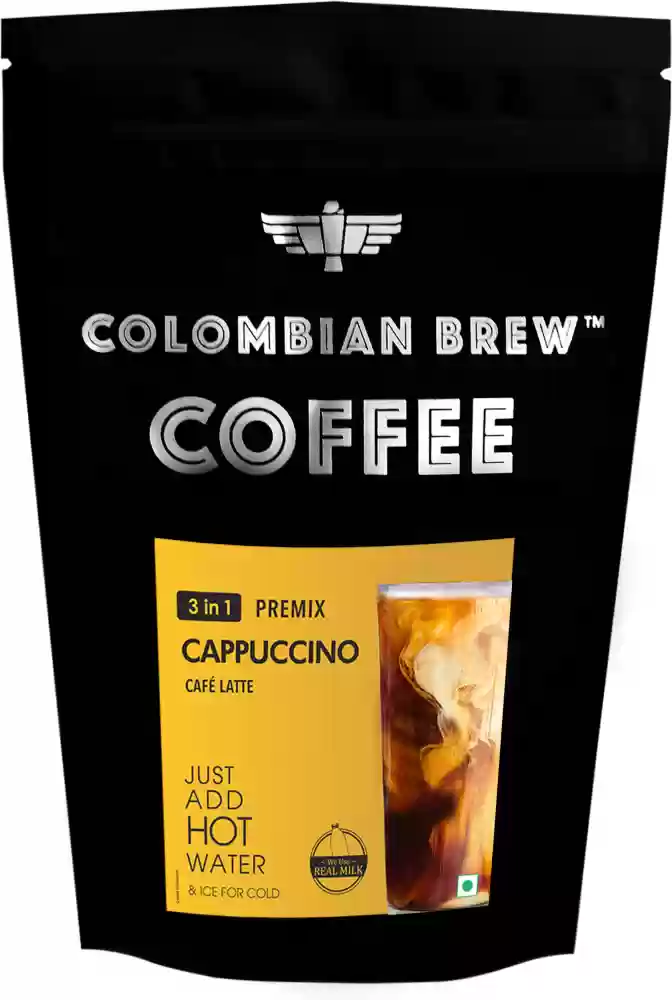 COLOMBIAN BREW™
COFFEE
3 in 1 PREMIX
CAPPUCCINO
CAFÉ LATTE
JUST
ADD
HOT
WATER
& ICE FOR COLD
We Use
REAL MILK